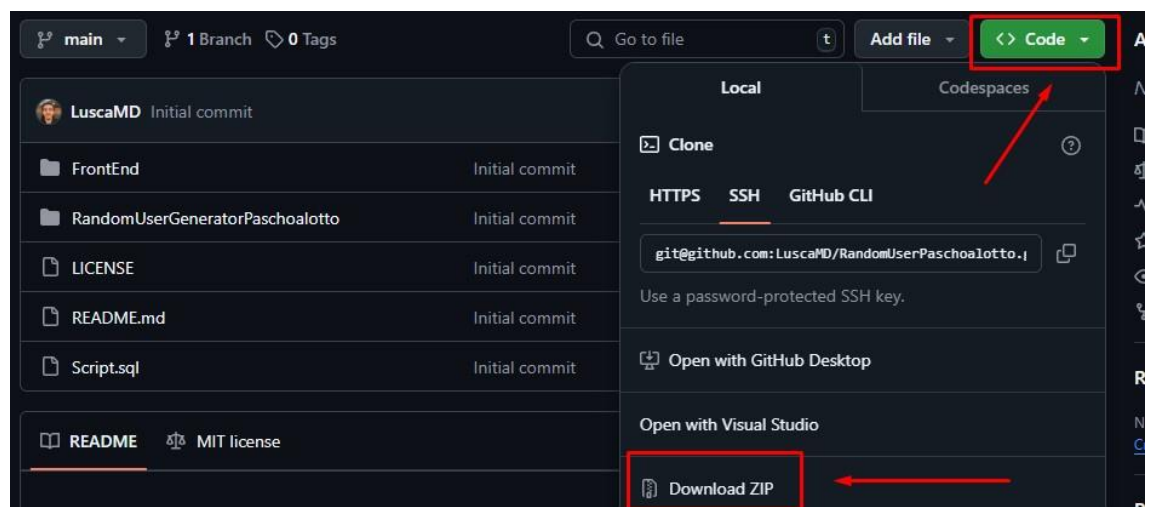 main 1 Branch 0 Tags Go to file t Add file <> Code
Local Codespaces
LuscaMD Initial commit
Clone
FrontEnd Initial commit
HTTPS SSH GitHub CLI
RandomUserGeneratorPaschoalotto Initial commit
git@github.com:LuscaMD/RandomUserPaschoalotto.
LICENSE Initial commit
Use a password-protected SSH key.
README.md Initial commit
Open with GitHub Desktop
Script.sql Initial commit
Open with Visual Studio
README MIT license
Download ZIP